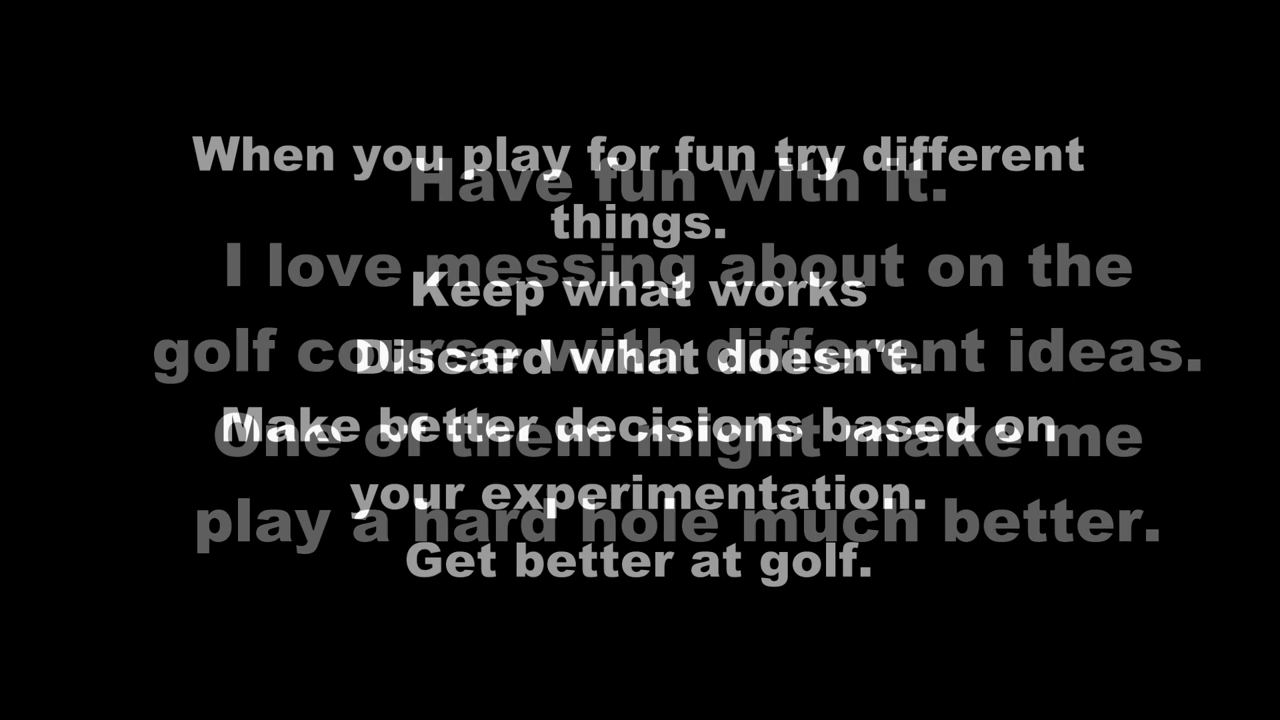 When you play for fun try different
things.
Keep what works
Discard what doesn't.
Make better decisions based on
your experimentation.
Get better at golf.
Have fun with it.
I love messing about on the
golf course with different ideas.
One of them might make me
play a hard hole much better.